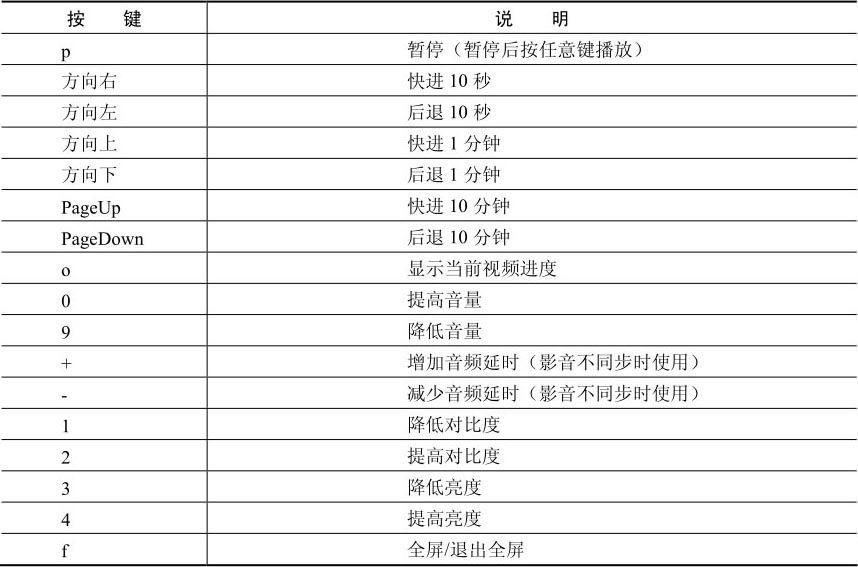 按 键 说 明
p 暂停（暂停后按任意键播放）
方向右 快进 10 秒
方向左 后退 10 秒
方向上 快进 1 分钟
方向下 后退 1 分钟
PageUp 快进 10 分钟
PageDown 后退 10 分钟
o 显示当前视频进度
0 提高音量
9 降低音量
+ 增加音频延时（影音不同步时使用）
- 减少音频延时（影音不同步时使用）
1 降低对比度
2 提高对比度
3 降低亮度
4 提高亮度
f 全屏/退出全屏